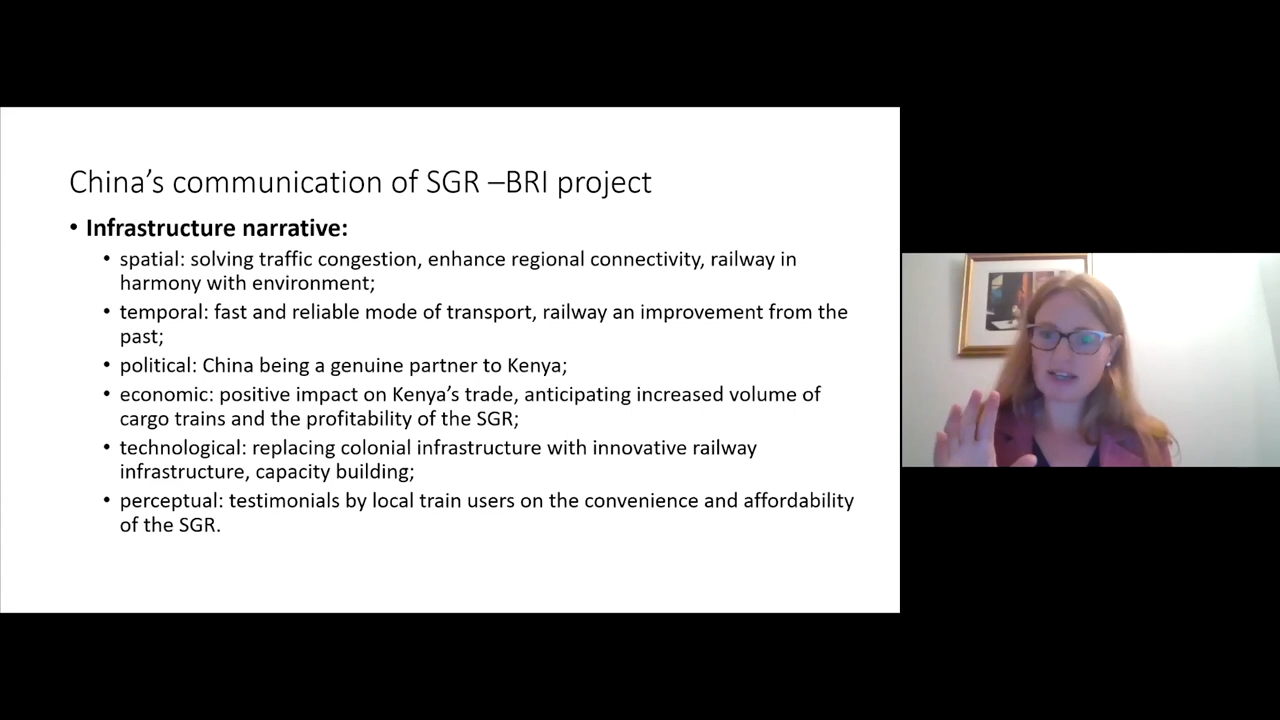 China’s communication of SGR –BRI project
• Infrastructure narrative:
• spatial: solving traffic congestion, enhance regional connectivity, railway in
harmony with environment;
• temporal: fast and reliable mode of transport, railway an improvement from the
past;
• political: China being a genuine partner to Kenya;
• economic: positive impact on Kenya’s trade, anticipating increased volume of
cargo trains and the profitability of the SGR;
• technological: replacing colonial infrastructure with innovative railway
infrastructure, capacity building;
• perceptual: testimonials by local train users on the convenience and affordability
of the SGR.